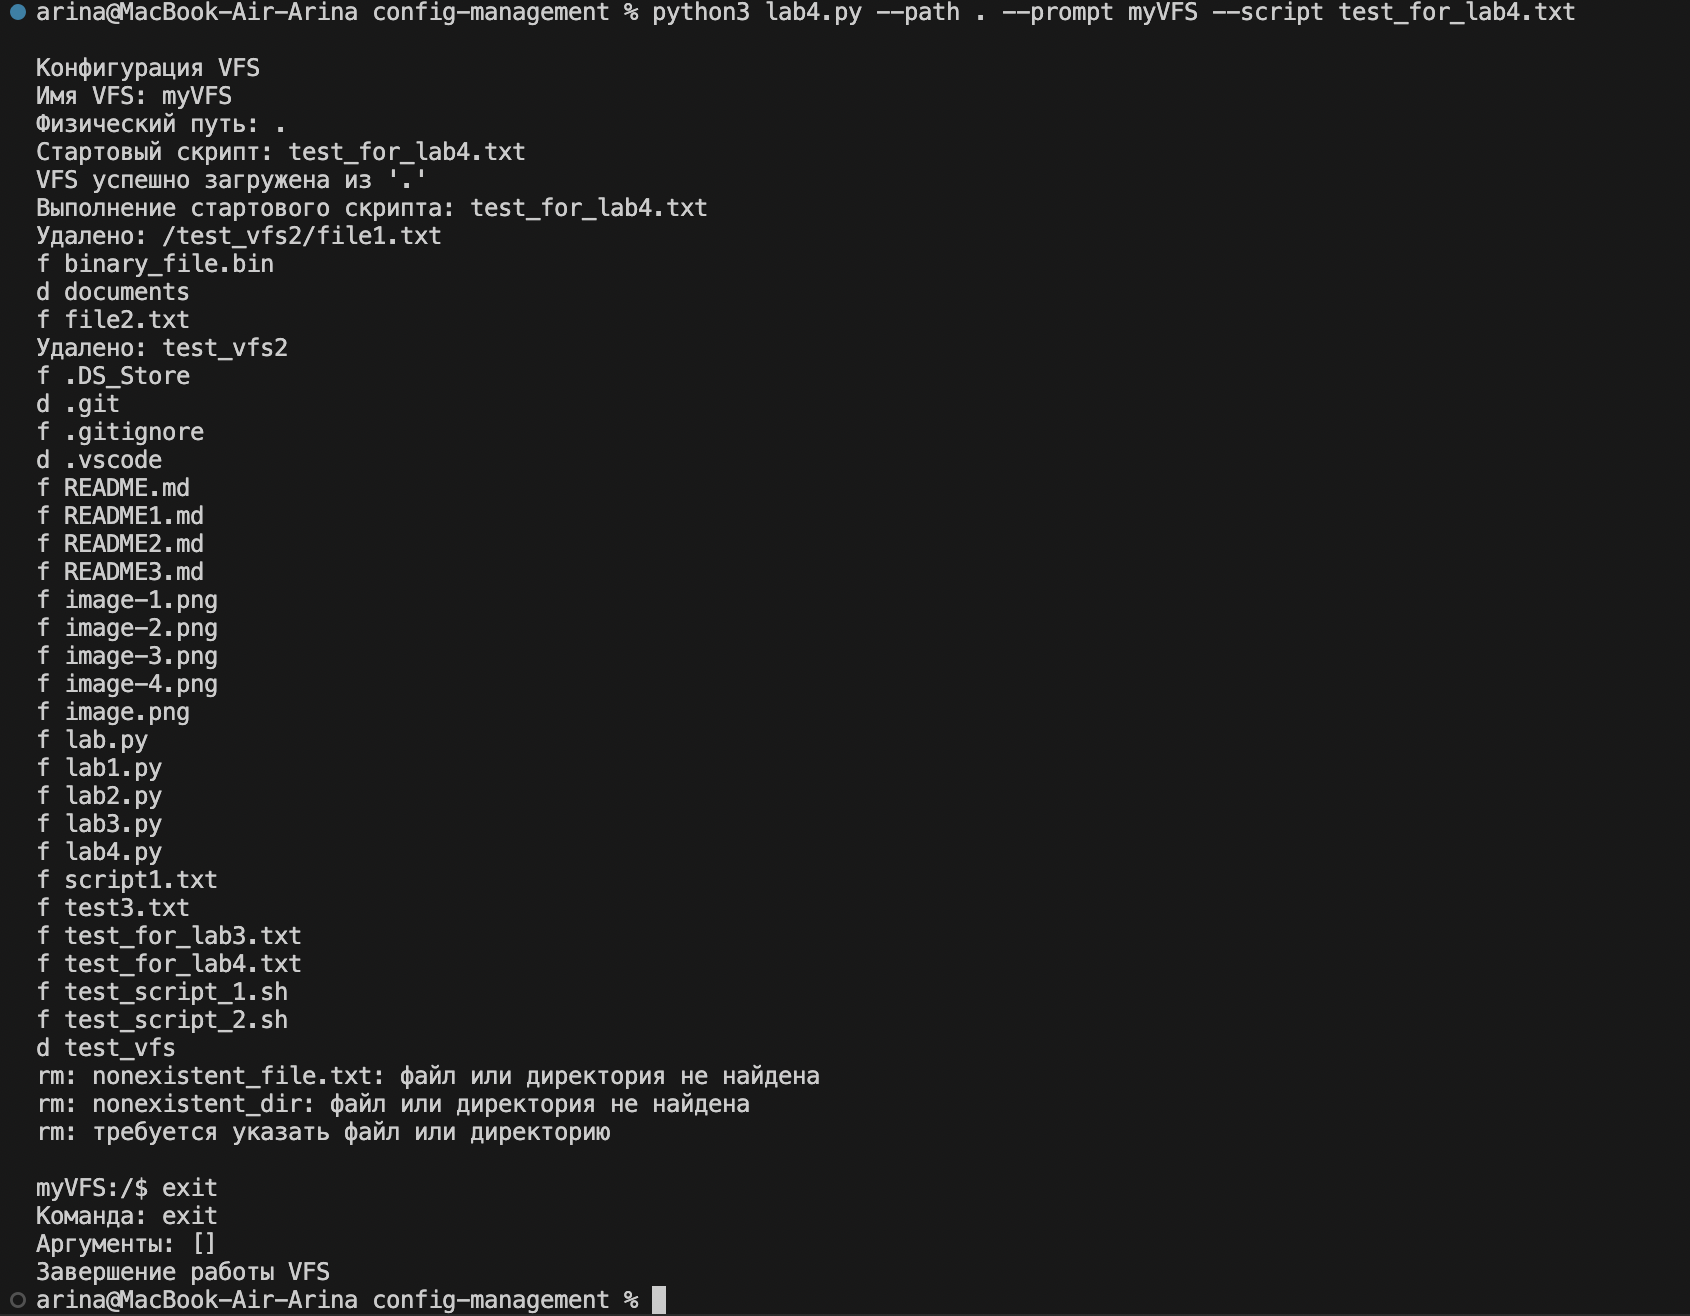 arina@MacBook-Air-Arina config-management % python3 lab4.py --path . --prompt myVFS --script test_for_lab4.txt
Конфигурация VFS
Имя VFS: myVFS
Физический путь: .
Стартовый скрипт: test_for_lab4.txt
VFS успешно загружена из '.'
Выполнение стартового скрипта: test_for_lab4.txt
Удалено: /test_vfs2/file1.txt
f binary_file.bin
d documents
f file2.txt
Удалено: test_vfs2
f .DS_Store
d .git
f .gitignore
d .vscode
f README.md
f README1.md
f README2.md
f README3.md
f image-1.png
f image-2.png
f image-3.png
f image-4.png
f image.png
f lab.py
f lab1.py
f lab2.py
f lab3.py
f lab4.py
f script1.txt
f test3.txt
f test_for_lab3.txt
f test_for_lab4.txt
f test_script_1.sh
f test_script_2.sh
d test_vfs
rm: nonexistent_file.txt: файл или директория не найдена
rm: nonexistent_dir: файл или директория не найдена
rm: требуется указать файл или директорию
myVFS:/$ exit
Команда: exit
Аргументы: []
Завершение работы VFS
arina@MacBook-Air-Arina config-management %